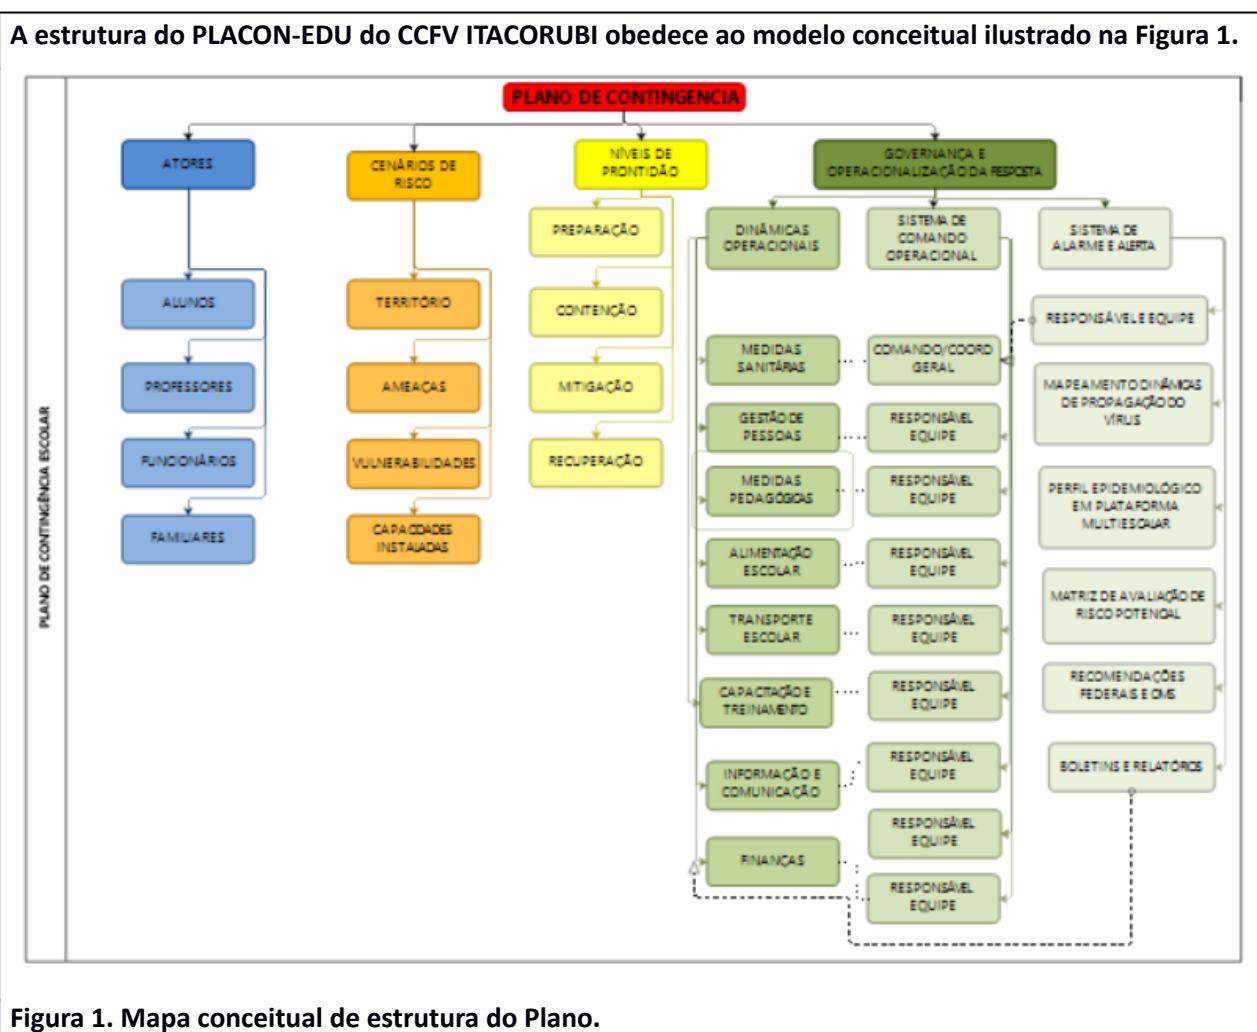 A estrutura do PLACON-EDU do CCFV ITACORUBI obedece ao modelo conceitual ilustrado na Figura 1.
PLANO DE CONTINGENCIA
PLANO DE CONTINGÊNCIA ESCOLAR
ATORES
ALUNOS
PROFESSORES
FUNCIONÁRIOS
FAMILIARES
CENÁRIOS DE
RISCO
TERRITÓRIO
AMEAÇAS
VULNERABILIDADES
CAPACIDADES
INSTALADAS
NÍVEIS DE
PRONTIDÃO
PREPARAÇÃO
CONTENÇÃO
MITIGAÇÃO
RECUPERAÇÃO
GOVERNANÇA E
OPERACIONALIZAÇÃO DA RESPOSTA
DINÂMICAS
OPERACIONAIS
MEDIDAS
SANITÁRIAS
GESTÃO DE
PESSOAS
MEDIDAS
PEDAGÓGICAS
ALIMENTAÇÃO
ESCOLAR
TRANSPORTE
ESCOLAR
CAPACITAÇÃO E
TREINAMENTO
INFORMAÇÃO E
COMUNICAÇÃO
FINANÇAS
SISTEMA DE
COMANDO
OPERACIONAL
COMANDO/COORD
GERAL
RESPONSÁVEL
EQUIPE
RESPONSÁVEL
EQUIPE
RESPONSÁVEL
EQUIPE
RESPONSÁVEL
EQUIPE
RESPONSÁVEL
EQUIPE
RESPONSÁVEL
EQUIPE
RESPONSÁVEL
EQUIPE
RESPONSÁVEL
EQUIPE
SISTEMA DE
ALARME E ALERTA
RESPONSÁVEL E EQUIPE
MAPEAMENTO DINÂMICAS
DE PROPAGAÇÃO DO
VÍRUS
PERFIL EPIDEMIOLÓGICO
EM PLATAFORMA
MULTIESCALAR
MATRIZ DE AVALIAÇÃO DE
RISCO POTENCIAL
RECOMENDAÇÕES
FEDERAIS E OMS
BOLETINS E RELATÓRIOS
Figura 1. Mapa conceitual de estrutura do Plano.